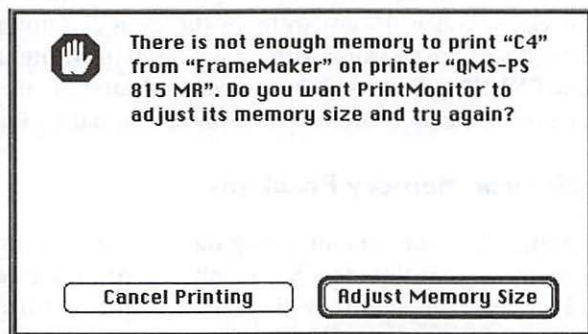 There is not enough memory to print “C4”
from “FrameMaker” on printer “QMS-PS
815 MR”. Do you want PrintMonitor to
adjust its memory size and try again?
Cancel Printing
Adjust Memory Size